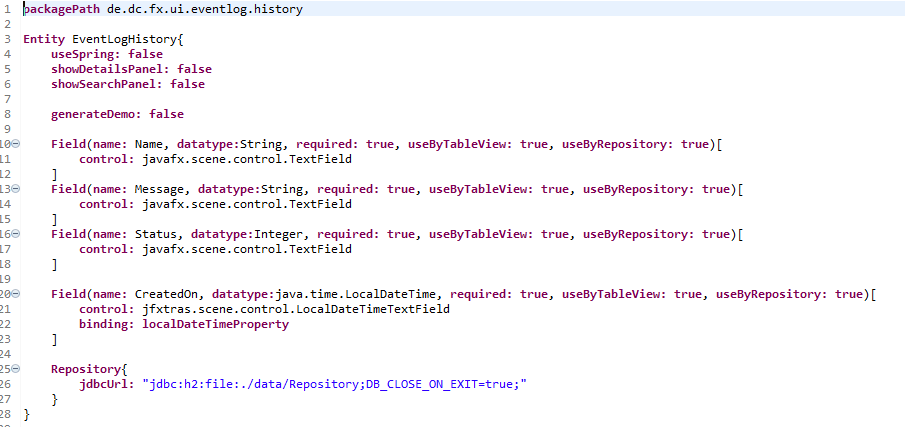 1 packagePath de.dc.fx.ui.eventlog.history
2
3 Entity EventLogHistory{
4 useSpring: false
5 showDetailsPanel: false
6 showSearchPanel: false
7
8 generateDemo: false
9
10 Field(name: Name, datatype:String, required: true, useByTableView: true, useByRepository: true)[
11 control: javafx.scene.control.TextField
12 ]
13 Field(name: Message, datatype:String, required: true, useByTableView: true, useByRepository: true)[
14 control: javafx.scene.control.TextField
15 ]
16 Field(name: Status, datatype:Integer, required: true, useByTableView: true, useByRepository: true)[
17 control: javafx.scene.control.TextField
18 ]
19
20 Field(name: CreatedOn, datatype:java.time.LocalDateTime, required: true, useByTableView: true, useByRepository: true)[
21 control: jfxtras.scene.control.LocalDateTimeTextField
22 binding: localDateTimeProperty
23 ]
24
25 Repository{
26 jdbcUrl: "jdbc:h2:file:./data/Repository;DB_CLOSE_ON_EXIT=true;"
27 }
28 }